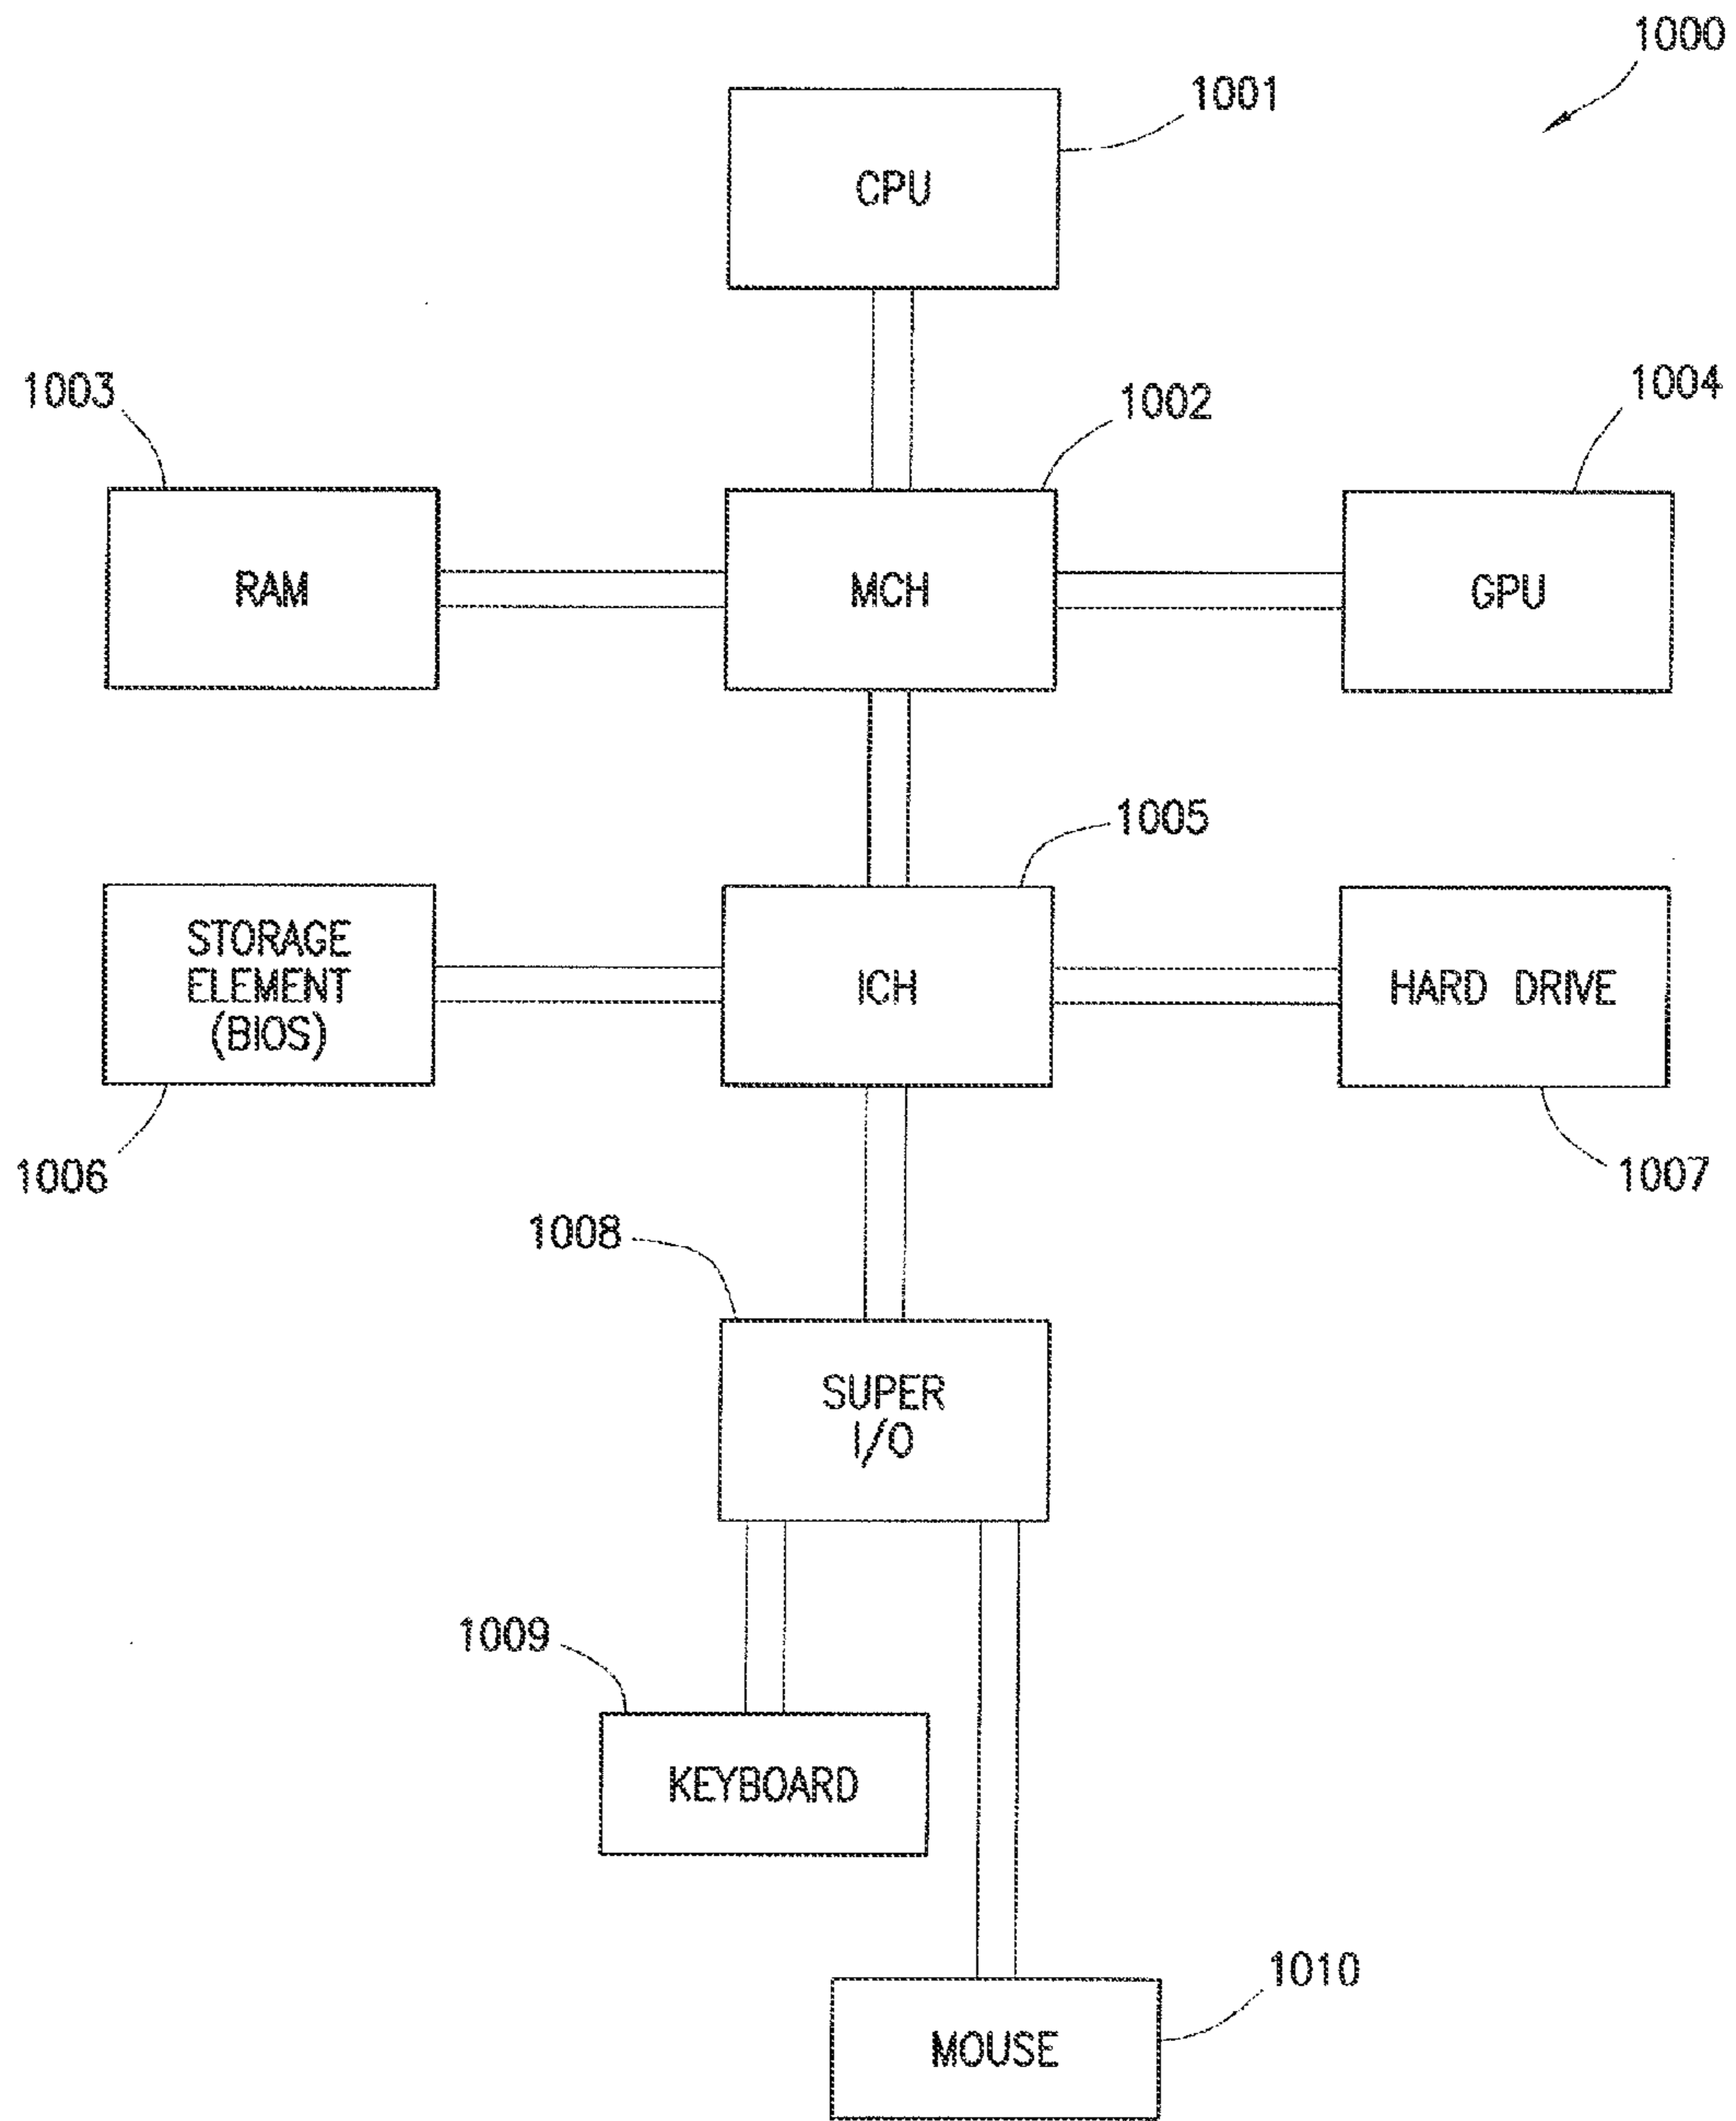 1000
1001
CPU
1003
1002
1004
RAM
MCH
GPU
1005
STORAGE
ELEMENT
(BIOS)
ICH
HARD DRIVE
1006
1007
1008
SUPER
I/O
1009
KEYBOARD
1010
MOUSE